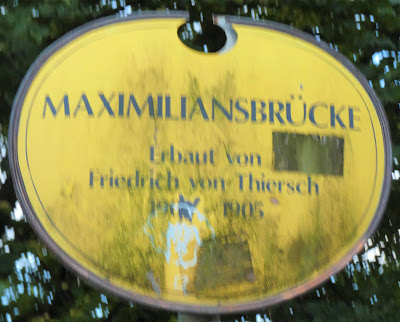 MAXIMILIANSBRÜCKE
Erbaut von
Friedrich von Thiersch
1905